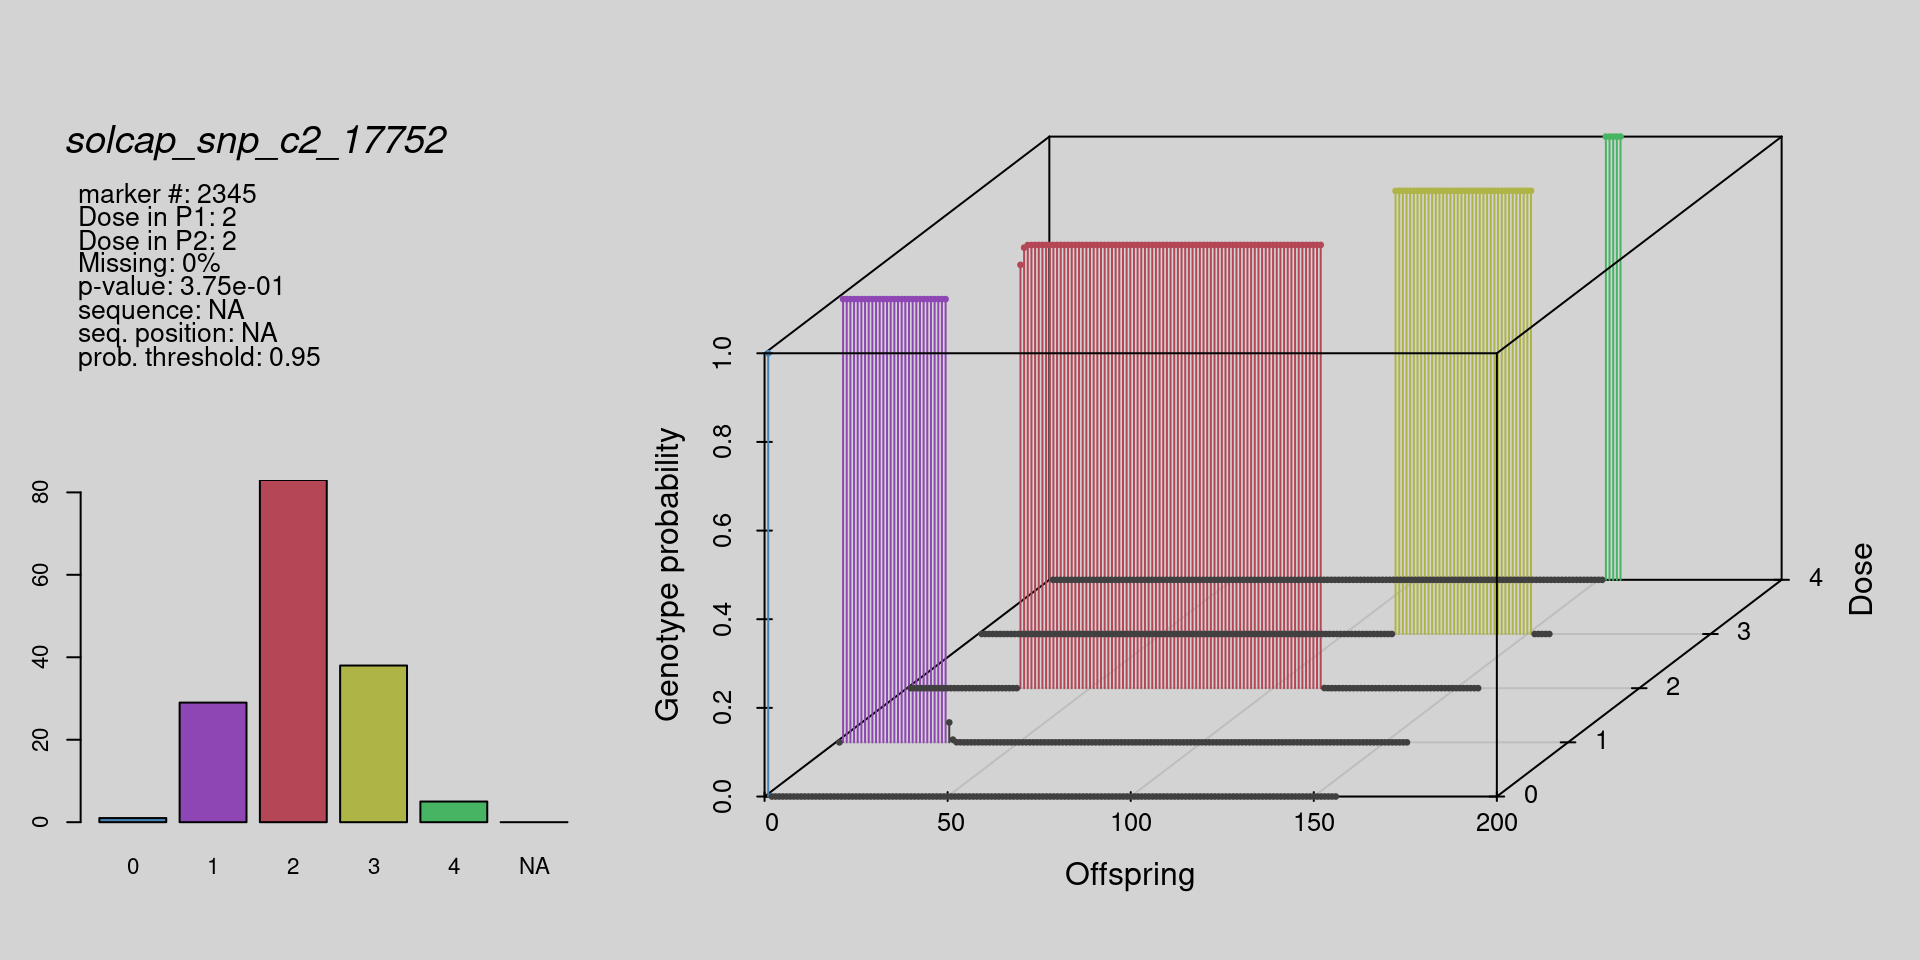 solcap_snp_c2_17752
marker #: 2345
Dose in P1: 2
Dose in P2: 2
Missing: 0%
p-value: 3.75e-01
sequence: NA
seq. position: NA
prob. threshold: 0.95
80
60
40
20
0
0 1 2 3 4 NA
Genotype probability
1.0
0.8
0.6
0.4
0.2
0.0
0 50 100 150 200
Offspring
0
1
2
3
4
Dose